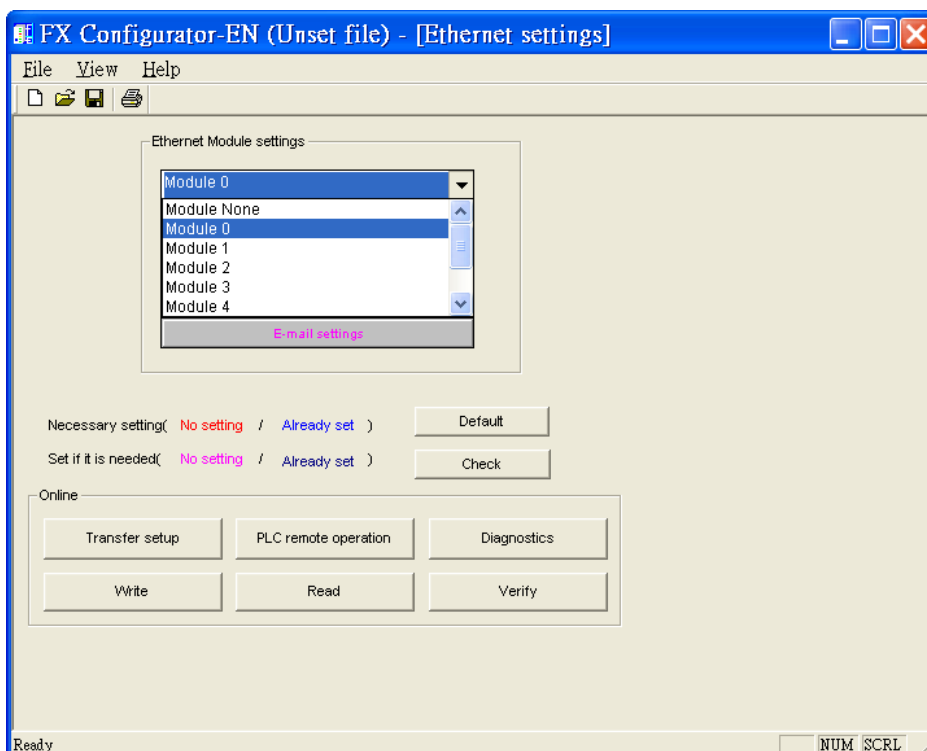 FX Configurator-EN (Unset file) - [Ethernet settings]
File View Help
Ethernet Module settings
Module 0
Module None
Module 0
Module 1
Module 2
Module 3
Module 4
E-mail settings
Necessary setting( No setting / Already set ) Default
Set if it is needed( No setting / Already set ) Check
Online
Transfer setup PLC remote operation Diagnostics
Write Read Verify
Ready NUM SCRL